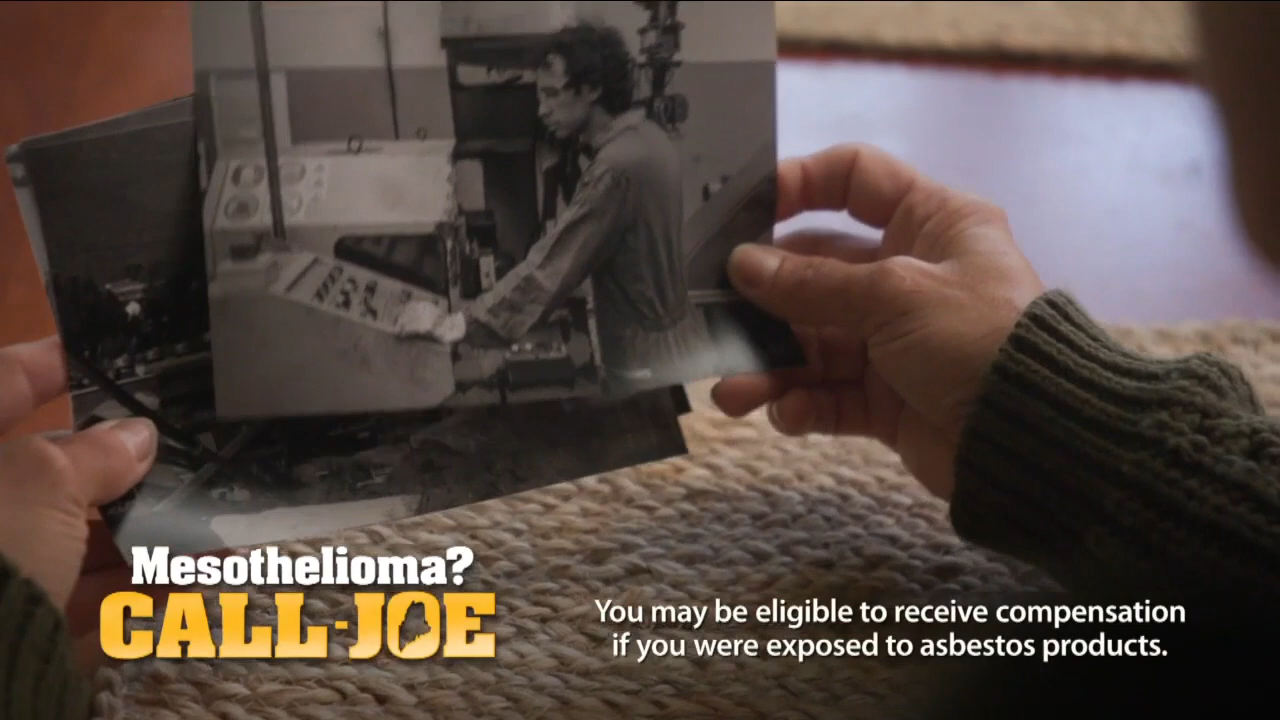 Mesothelioma?
CALL-JOE
You may be eligible to receive compensation
if you were exposed to asbestos products.